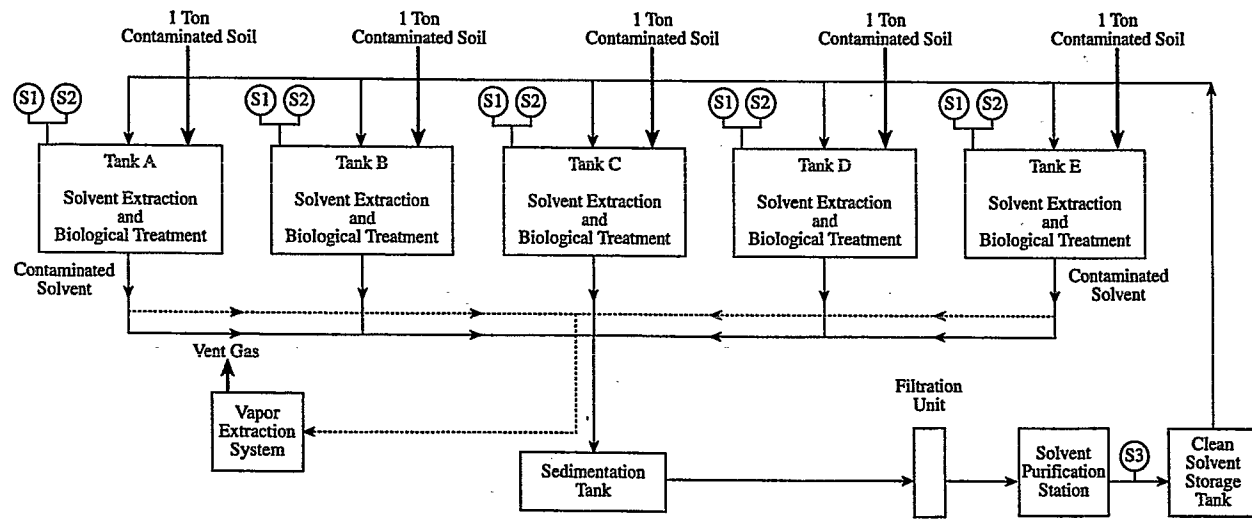 1 Ton
Contaminated Soil
1 Ton
Contaminated Soil
1 Ton
Contaminated Soil
1 Ton
Contaminated Soil
1 Ton
Contaminated Soil
S1 S2
S1 S2
S1 S2
S1 S2
S1 S2
Tank A
Solvent Extraction
and
Biological Treatment
Tank B
Solvent Extraction
and
Biological Treatment
Tank C
Solvent Extraction
and
Biological Treatment
Tank D
Solvent Extraction
and
Biological Treatment
Tank E
Solvent Extraction
and
Biological Treatment
Contaminated
Solvent
Contaminated
Solvent
Vent Gas
Vapor
Extraction
System
Sedimentation
Tank
Filtration
Unit
Solvent
Purification
Station
S3
Clean
Solvent
Storage
Tank